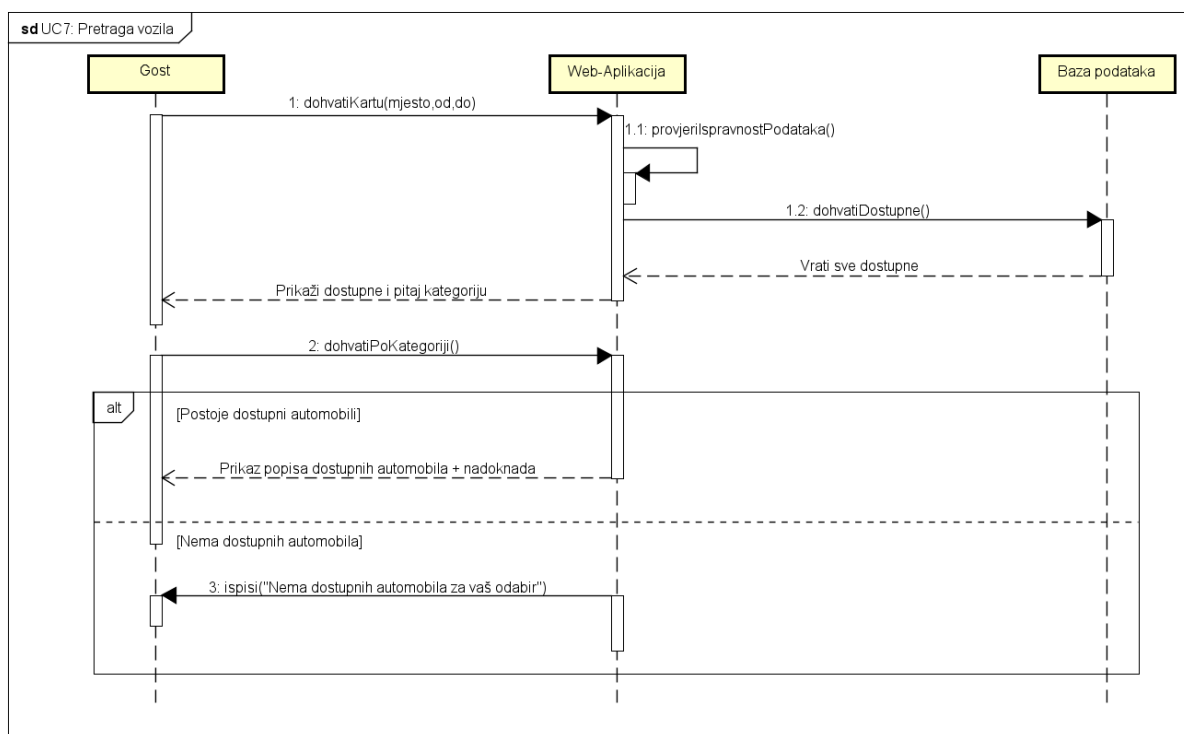 sd UC7: Pretraga vozila
Gost
Web-Aplikacija
Baza podataka
1: dohvatiKartu(mjesto,od,do)
1.1: provjeriIspravnostPodataka()
1.2: dohvatiDostupne()
Vrati sve dostupne
Prikaži dostupne i pitaj kategoriju
2: dohvatiPoKategoriji()
alt
[Postoje dostupni automobili]
Prikaz popisa dostupnih automobila + nadoknada
[Nema dostupnih automobila]
3: ispisi("Nema dostupnih automobila za vaš odabir")